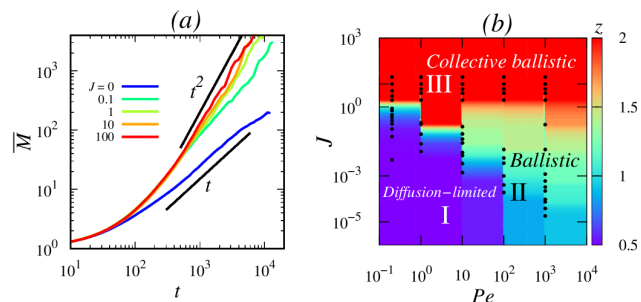 (a)
M
10³
10²
10¹
10⁰
J = 0
0.1
1
10
100
t²
t
10¹ 10² 10³ 10⁴
t
(b)
z
J
10³
10⁰
10⁻³
10⁻⁵
Collective ballistic
III
Ballistic
II
Diffusion-limited
I
10⁻¹ 10⁰ 10¹ 10² 10³ 10⁴
Pe
2
1.5
1
0.5